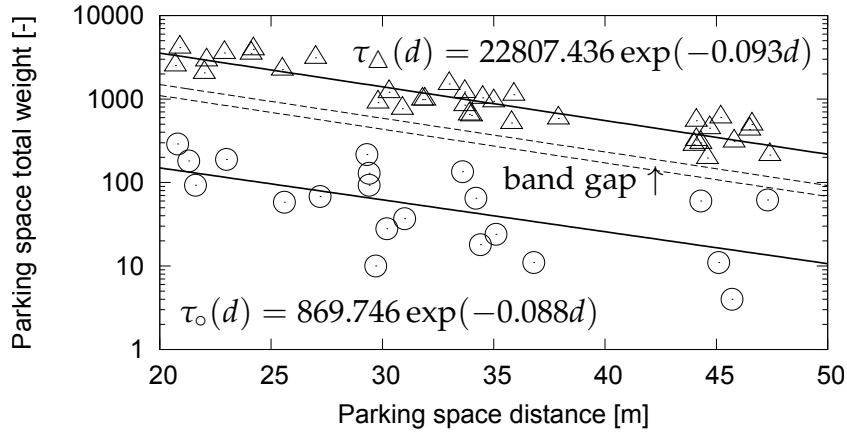 Parking space total weight [-]
10000
1000
100
10
1
τ△(d) = 22807.436 exp(−0.093d)
band gap ↑
τ○(d) = 869.746 exp(−0.088d)
20 25 30 35 40 45 50
Parking space distance [m]